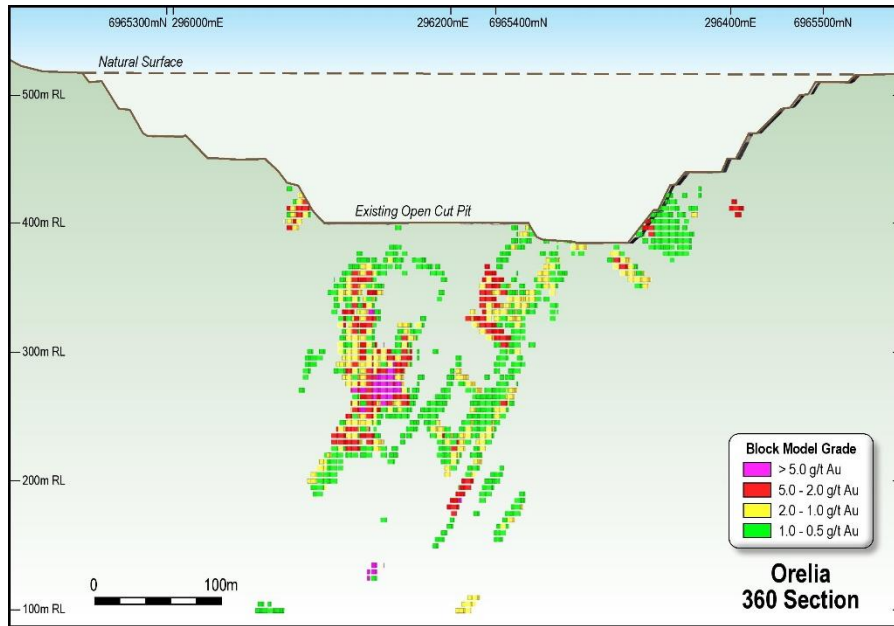 6965300mN 296000mE 296200mE 6965400mN 296400mE 6965500mN
Natural Surface
500m RL
Existing Open Cut Pit
400m RL
300m RL
Block Model Grade
> 5.0 g/t Au
200m RL
5.0 - 2.0 g/t Au
2.0 - 1.0 g/t Au
1.0 - 0.5 g/t Au
0 100m
Orelia
360 Section
100m RL